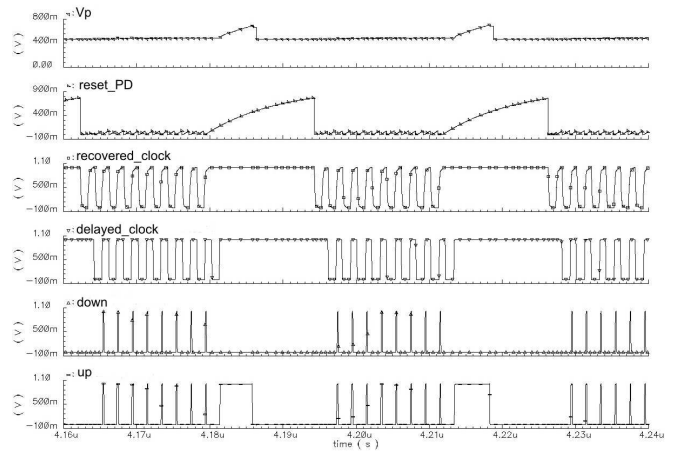 800m
: Vp
400m
0.00
( V )
900m
: reset_PD
400m
-100m
( V )
1.10
: recovered_clock
500m
-100m
( V )
1.10
: delayed_clock
500m
-100m
( V )
1.10
: down
500m
-100m
( V )
1.10
: up
500m
-100m
( V )
4.16u 4.17u 4.18u 4.19u 4.20u 4.21u 4.22u 4.23u 4.24u
time ( s )